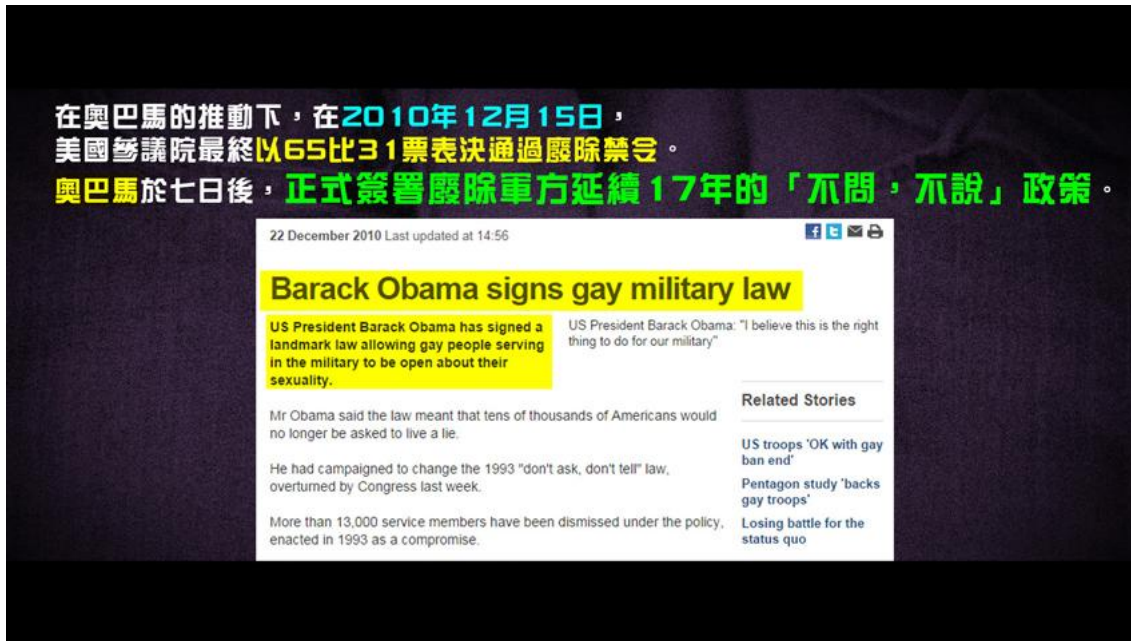 在奧巴馬的推動下，在2010年12月15日，
美國參議院最終以65比31票表決通過廢除禁令。
奧巴馬於七日後，正式簽署廢除軍方延續17年的「不問，不說」政策。
22 December 2010 Last updated at 14:56
Barack Obama signs gay military law
US President Barack Obama has signed a
landmark law allowing gay people serving
in the military to be open about their
sexuality.
US President Barack Obama: "I believe this is the right
thing to do for our military"
Mr Obama said the law meant that tens of thousands of Americans would
no longer be asked to live a lie.
He had campaigned to change the 1993 "don't ask, don't tell" law,
overturned by Congress last week.
More than 13,000 service members have been dismissed under the policy,
enacted in 1993 as a compromise.
Related Stories
US troops 'OK with gay
ban end'
Pentagon study 'backs
gay troops'
Losing battle for the
status quo